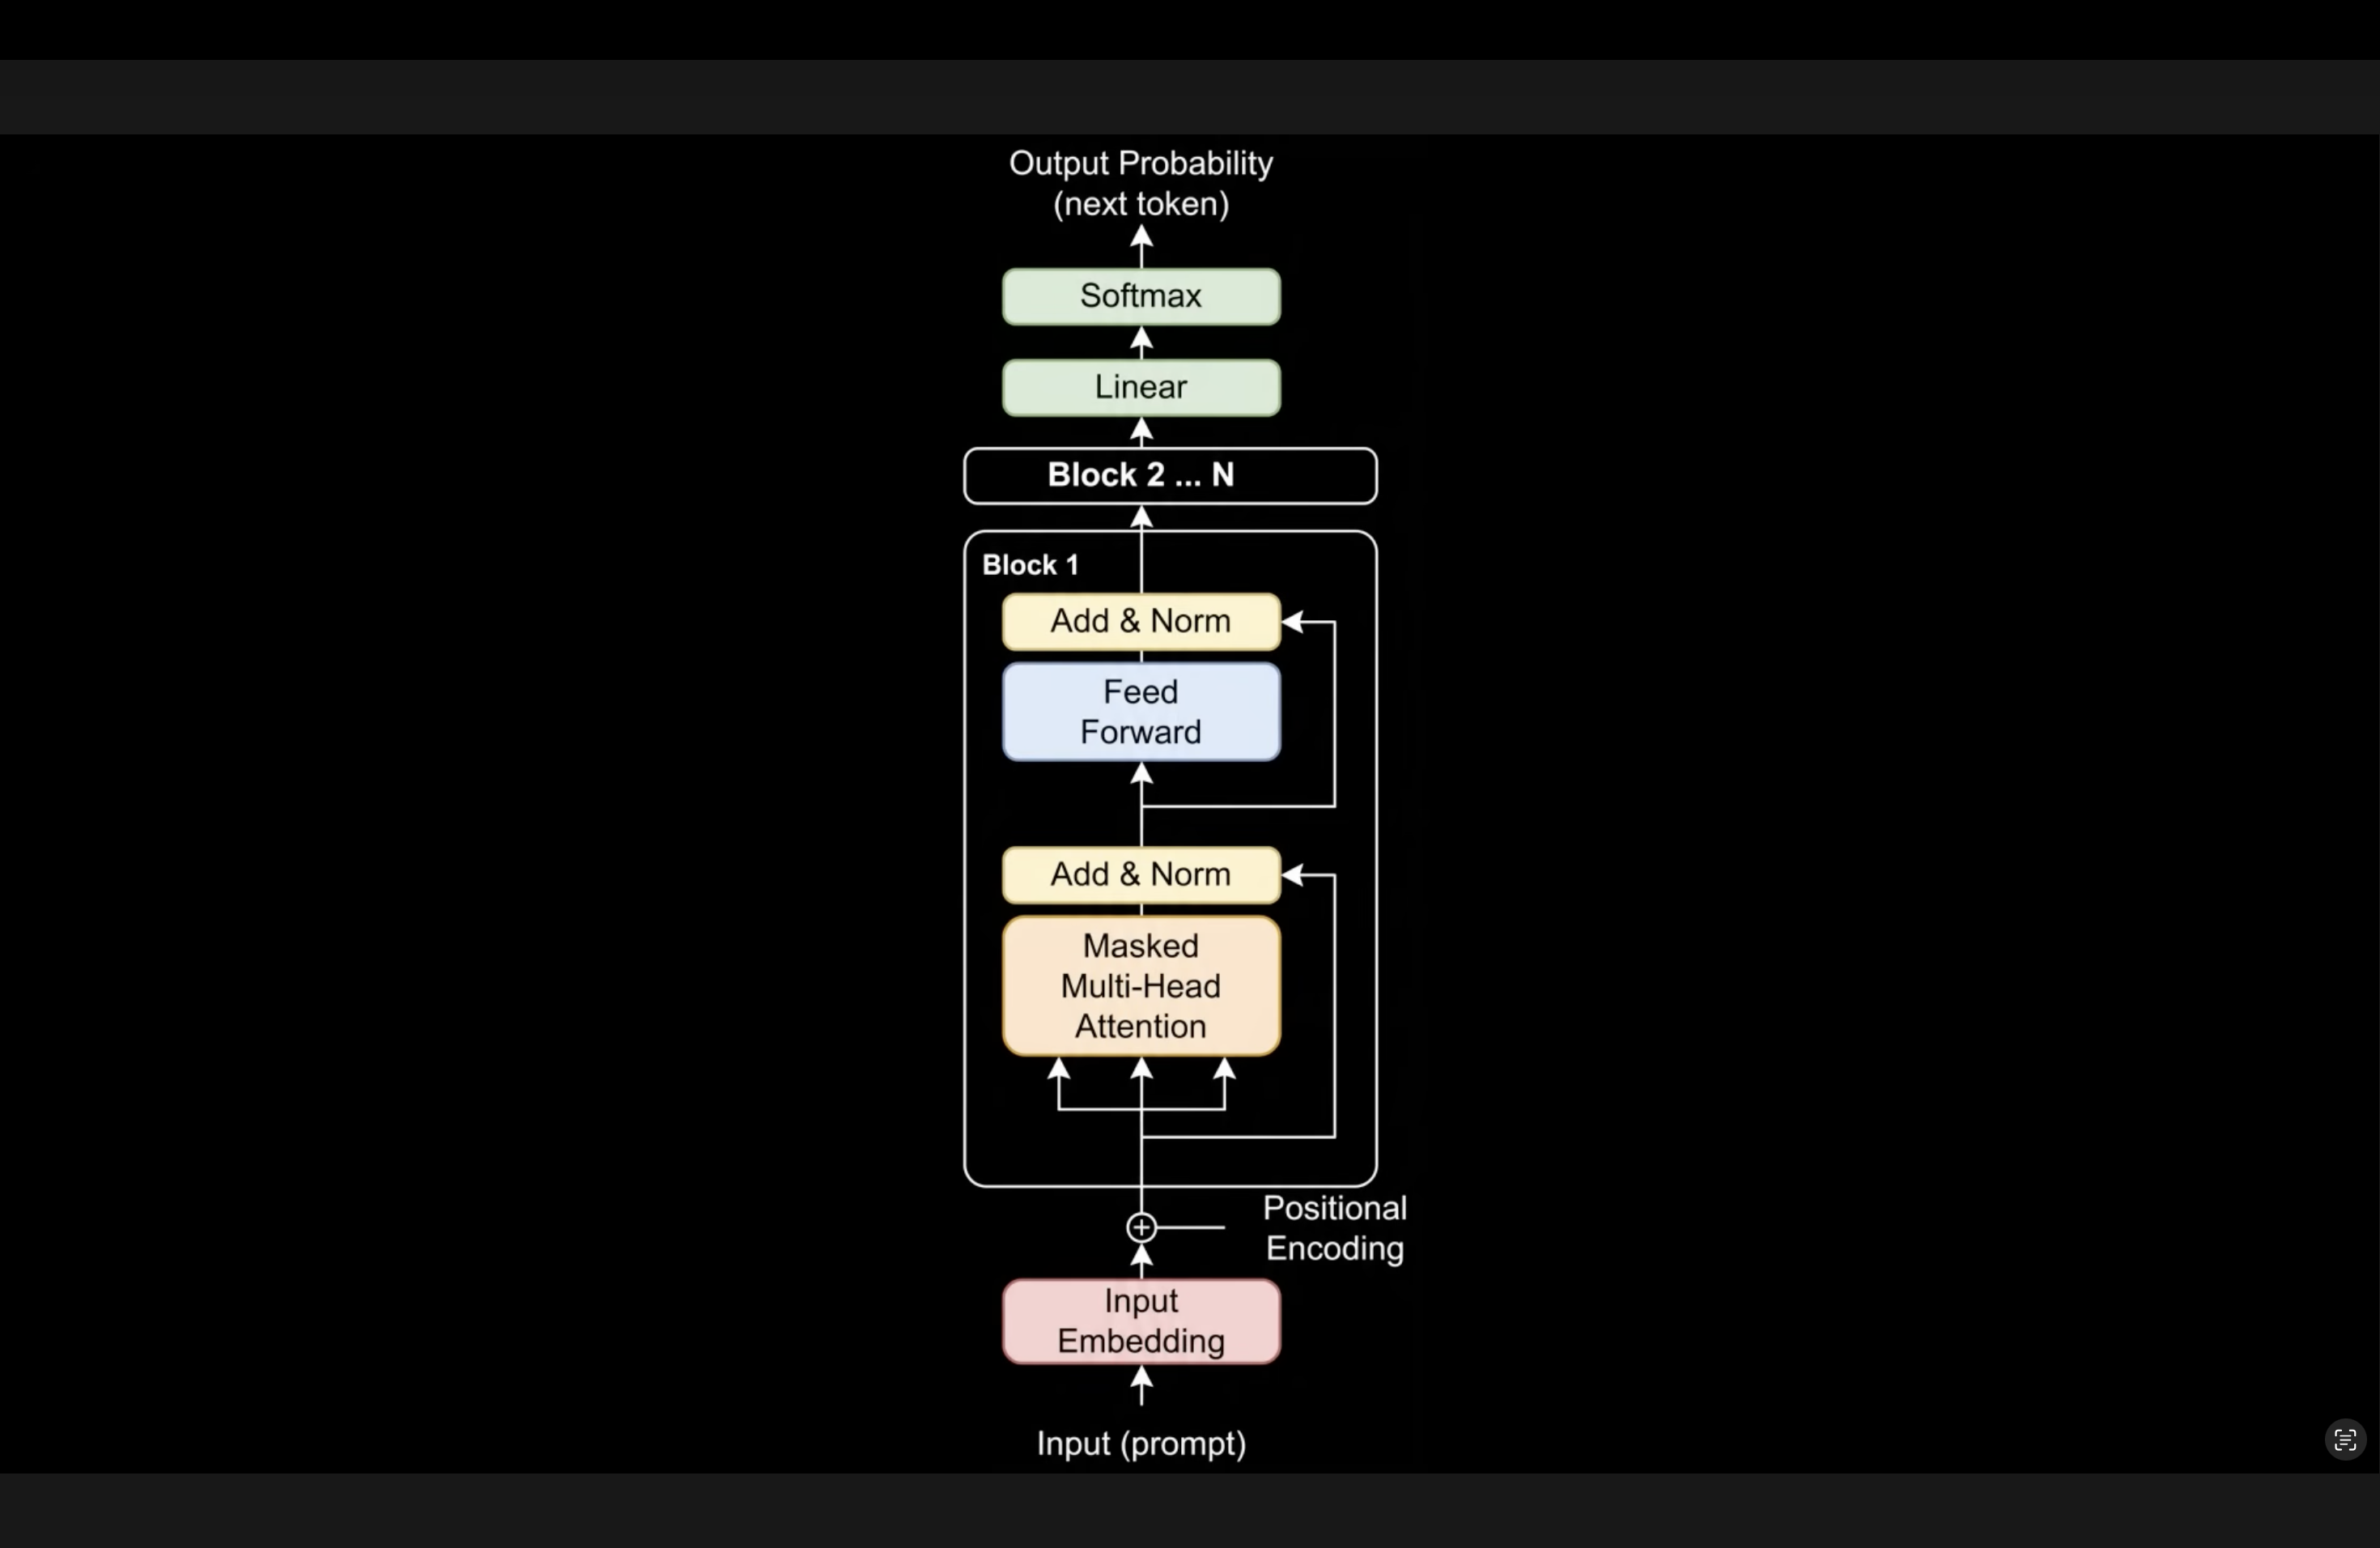 Output Probability
(next token)
Softmax
Linear
Block 2 ... N
Block 1
Add & Norm
Feed
Forward
Add & Norm
Masked
Multi-Head
Attention
Positional
Encoding
Input
Embedding
Input (prompt)